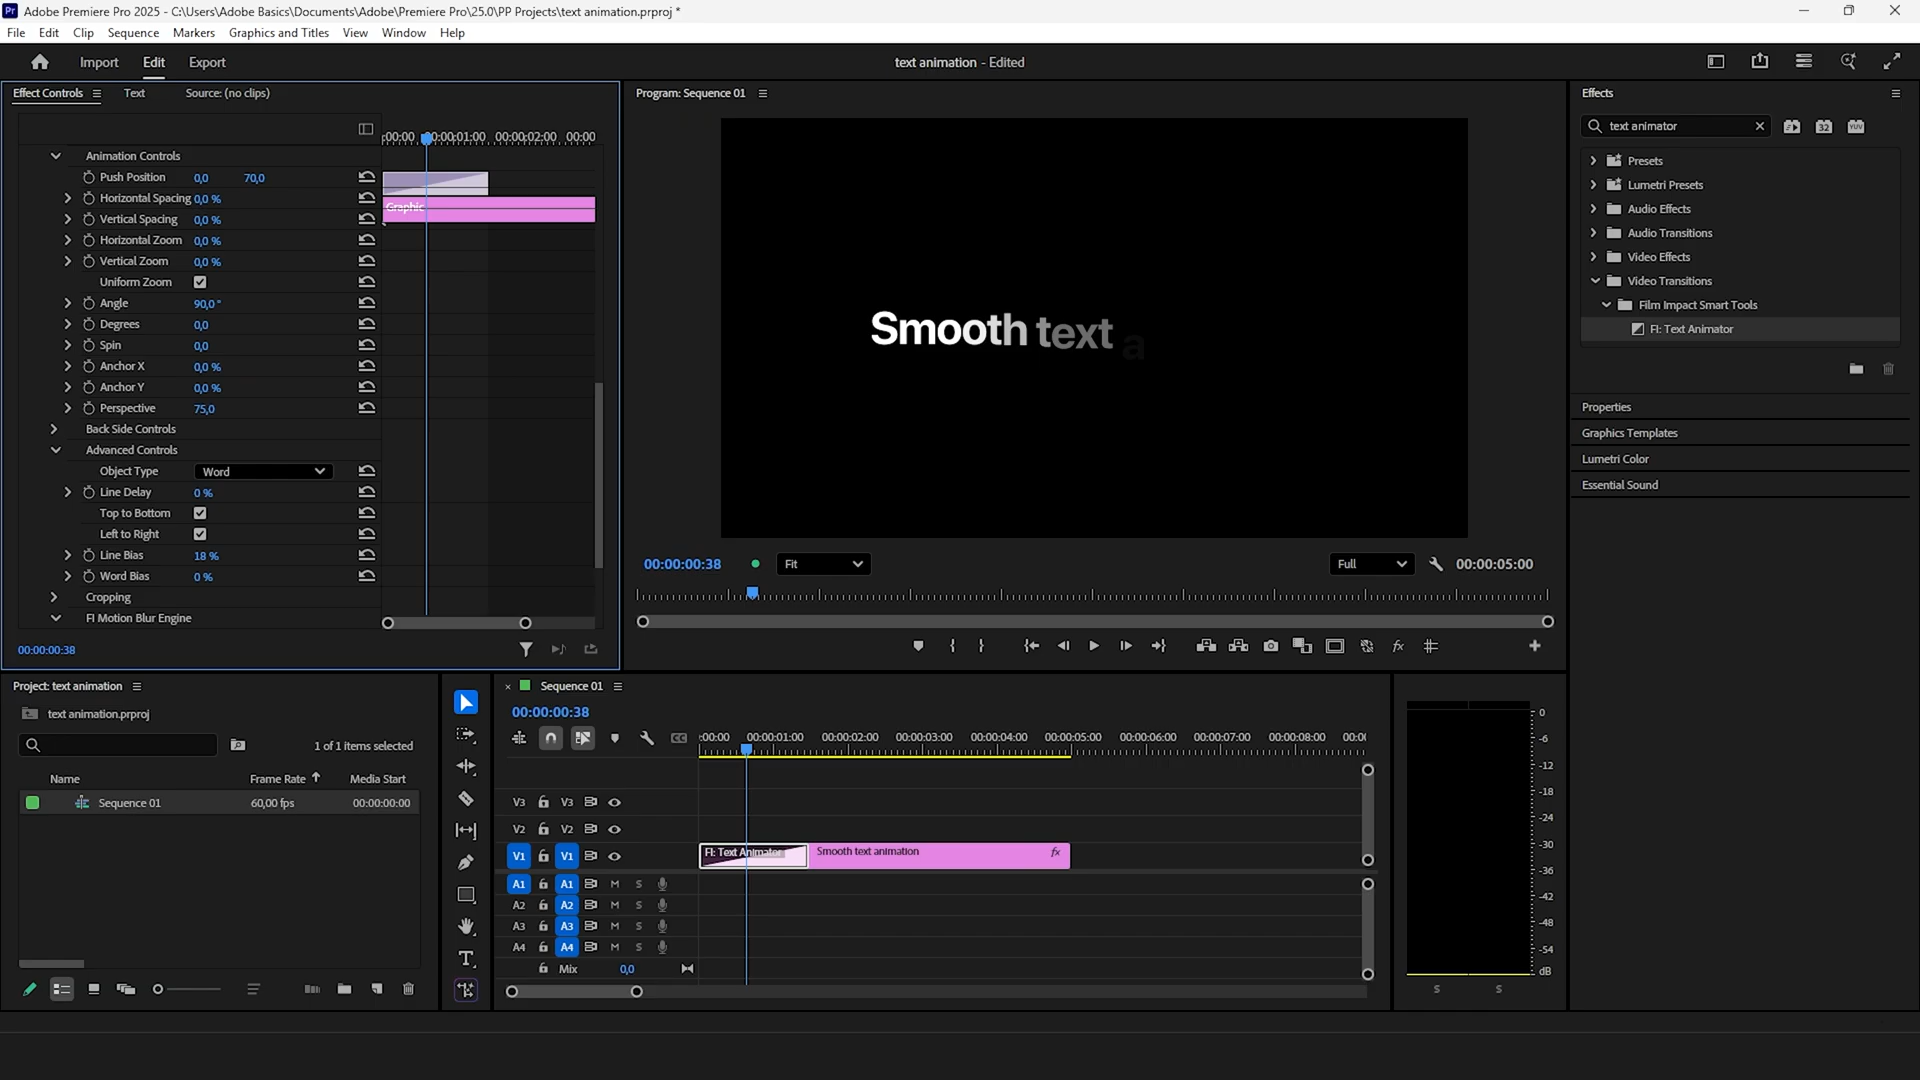 Adobe Premiere Pro 2025 - C:\Users\Adobe Basics\Documents\Adobe\Premiere Pro\25.0\PP Projects\text animation.prproj *
File Edit Clip Sequence Markers Graphics and Titles View Window Help
Import Edit Export
text animation - Edited
Effect Controls Text Source: (no clips)
:00:00 00:00:01:00 00:00:02:00 00:00
Animation Controls
Push Position 0,0 70,0
Horizontal Spacing 0,0 %
Graphic
Vertical Spacing 0,0 %
Horizontal Zoom 0,0 %
Vertical Zoom 0,0 %
Uniform Zoom
Angle 90,0 °
Degrees 0,0
Spin 0,0
Anchor X 0,0 %
Anchor Y 0,0 %
Perspective 75,0
Back Side Controls
Advanced Controls
Object Type Word
Line Delay 0 %
Top to Bottom
Left to Right
Line Bias 18 %
Word Bias 0 %
Cropping
FI Motion Blur Engine
00:00:00:38
Program: Sequence 01
Smooth text a
00:00:00:38 Fit Full 00:00:05:00
Effects
text animator
32 YUV
Presets
Lumetri Presets
Audio Effects
Audio Transitions
Video Effects
Video Transitions
Film Impact Smart Tools
FI: Text Animator
Properties
Graphics Templates
Lumetri Color
Essential Sound
Project: text animation
text animation.prproj
1 of 1 items selected
Name Frame Rate Media Start
Sequence 01 60,00 fps 00:00:00:00
× Sequence 01
00:00:00:38
:00:00 00:00:01:00 00:00:02:00 00:00:03:00 00:00:04:00 00:00:05:00 00:00:06:00 00:00:07:00 00:00:08:00 00:0
V3 V3
V2 V2
V1 V1
FI: Text Animator Smooth text animation fx
A1 A1 M S
A2 A2 M S
A3 A3 M S
A4 A4 M S
Mix 0,0
0
-6
-12
-18
-24
-30
-36
-42
-48
-54
dB
S S